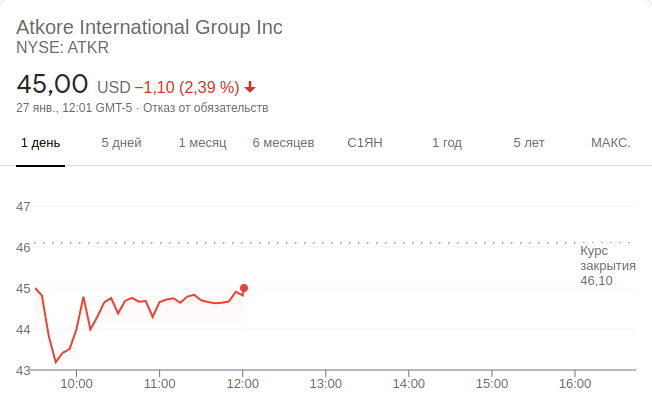 Atkore International Group Inc
NYSE: ATKR
45,00 USD −1,10 (2,39 %)
27 янв., 12:01 GMT-5 · Отказ от обязательств
1 день 5 дней 1 месяц 6 месяцев С1ЯН 1 год 5 лет МАКС.
47
46
Курс
закрытия
46,10
45
44
43
10:00 11:00 12:00 13:00 14:00 15:00 16:00